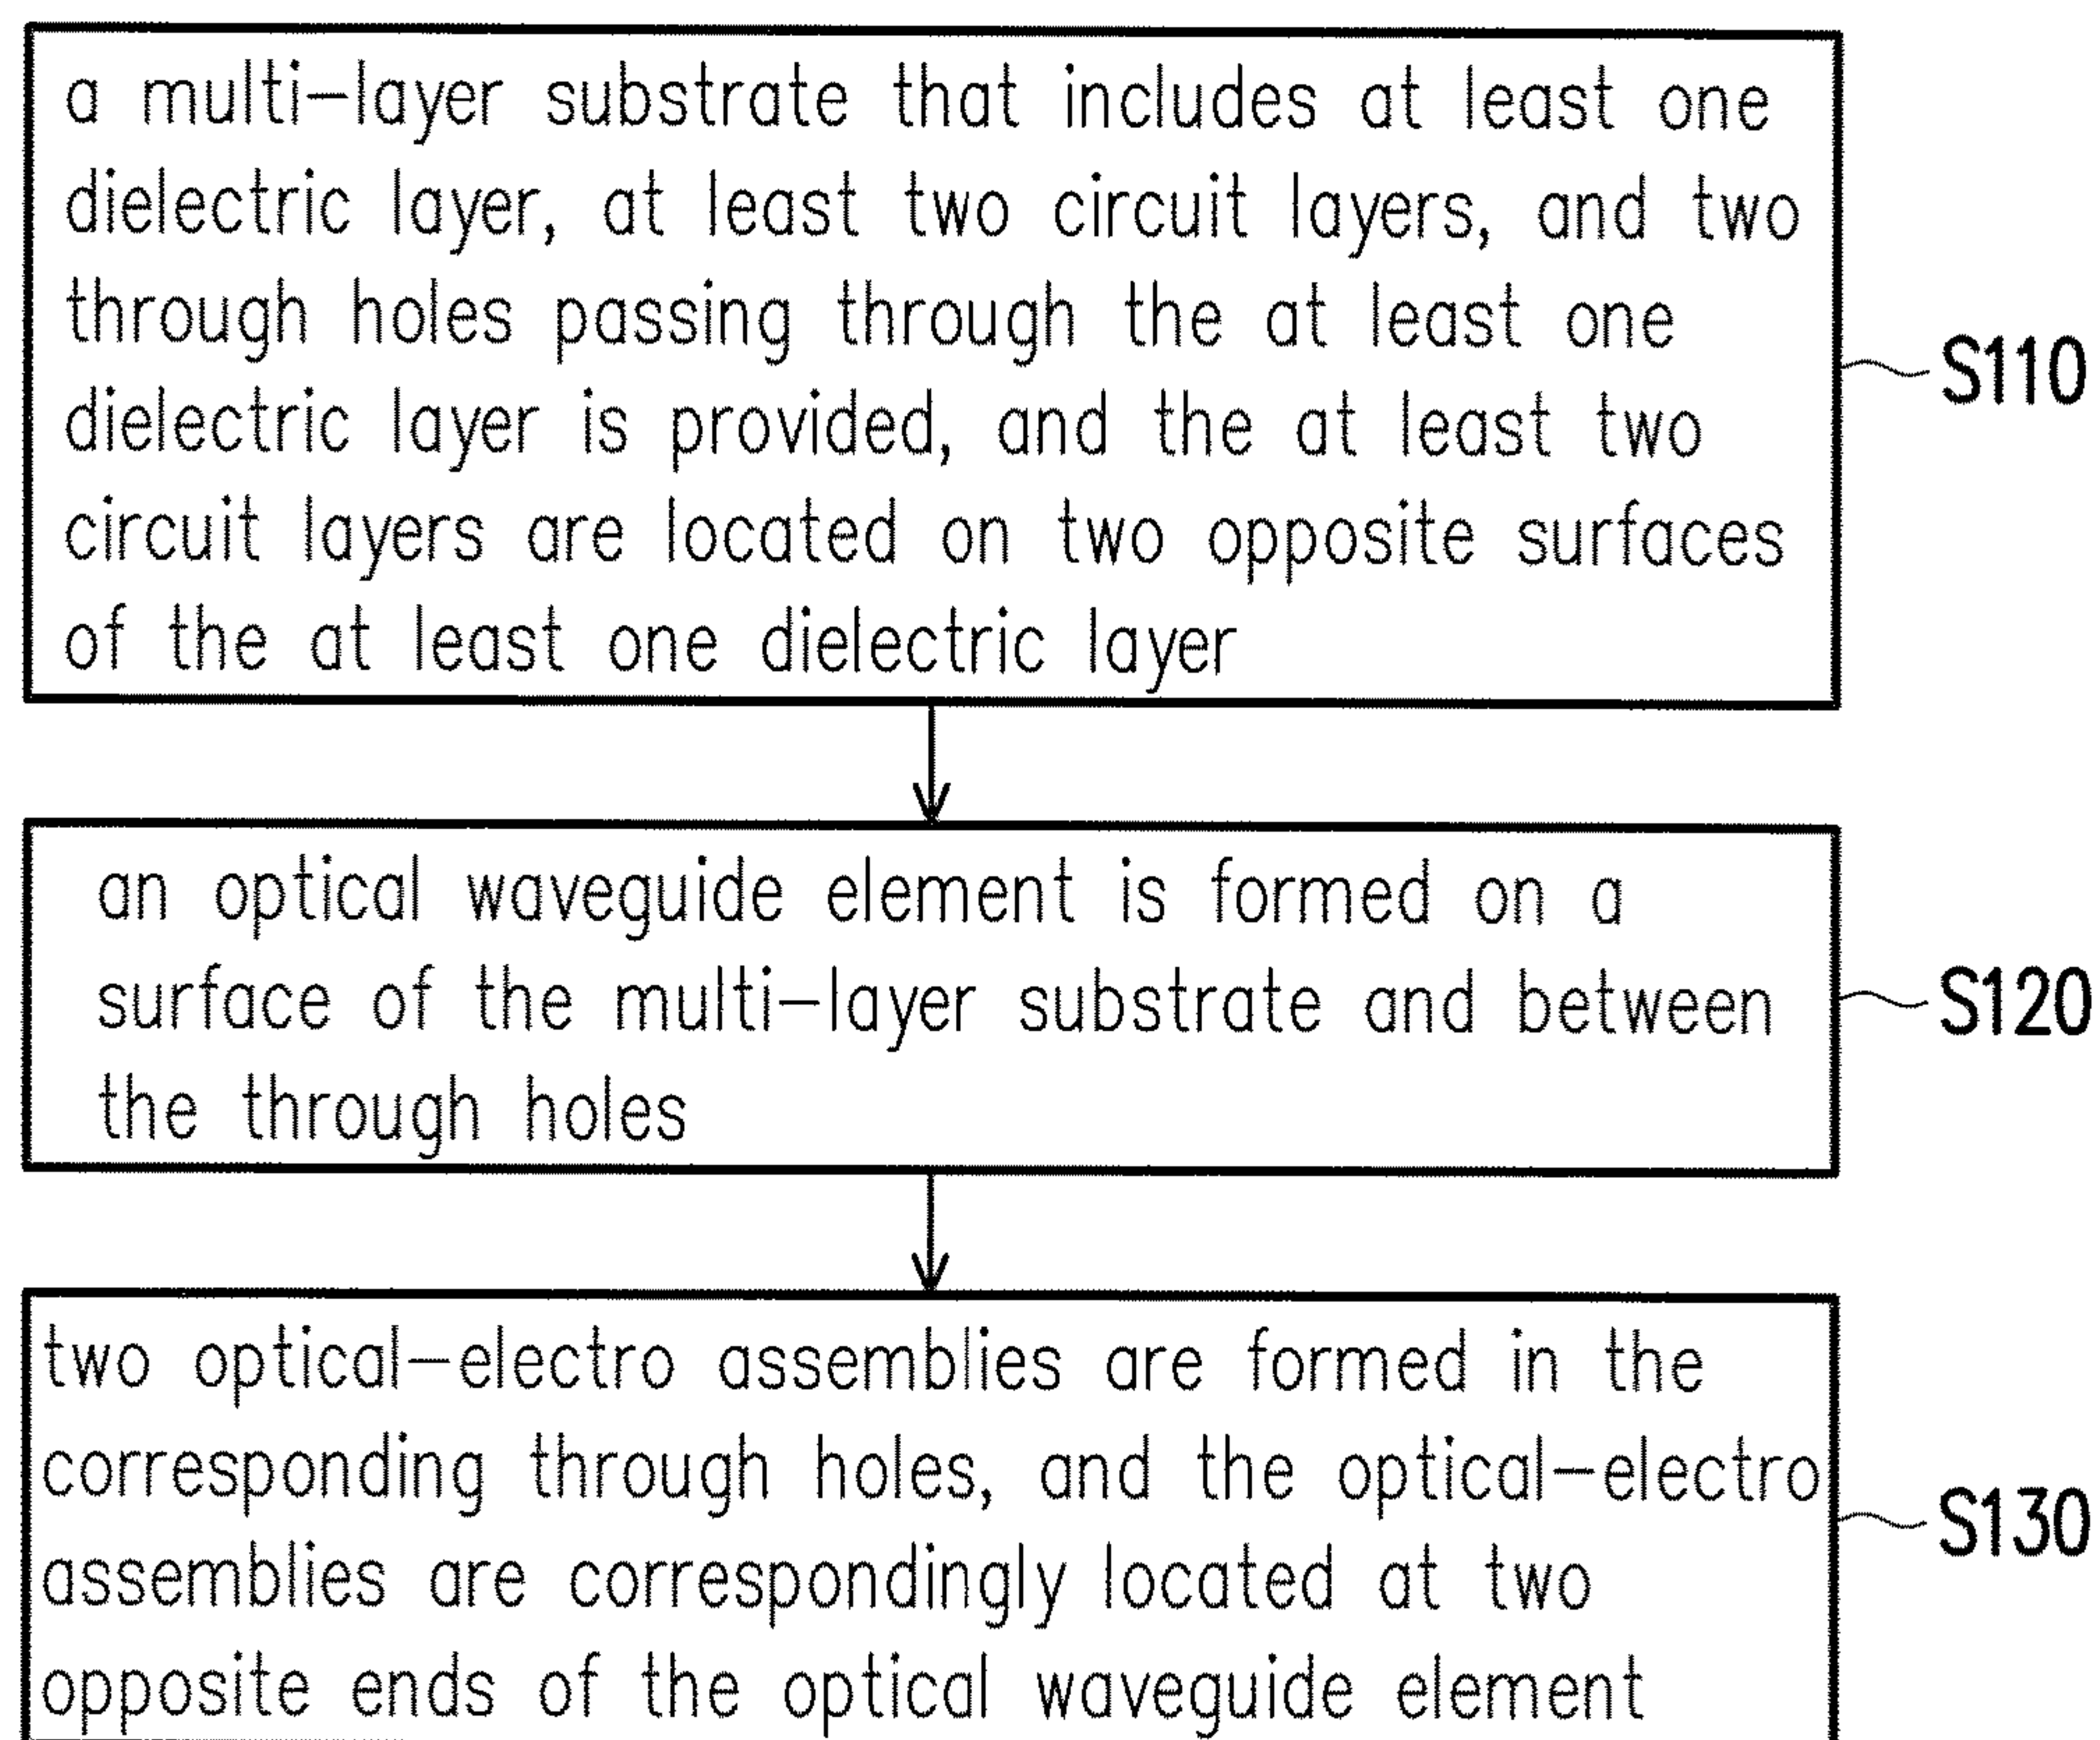 a multi-layer substrate that includes at least one
dielectric layer, at least two circuit layers, and two
through holes passing through the at least one
dielectric layer is provided, and the at least two
circuit layers are located on two opposite surfaces
of the at least one dielectric layer
S110
an optical waveguide element is formed on a
surface of the multi-layer substrate and between
the through holes
S120
two optical-electro assemblies are formed in the
corresponding through holes, and the optical-electro
assemblies are correspondingly located at two
opposite ends of the optical waveguide element
S130